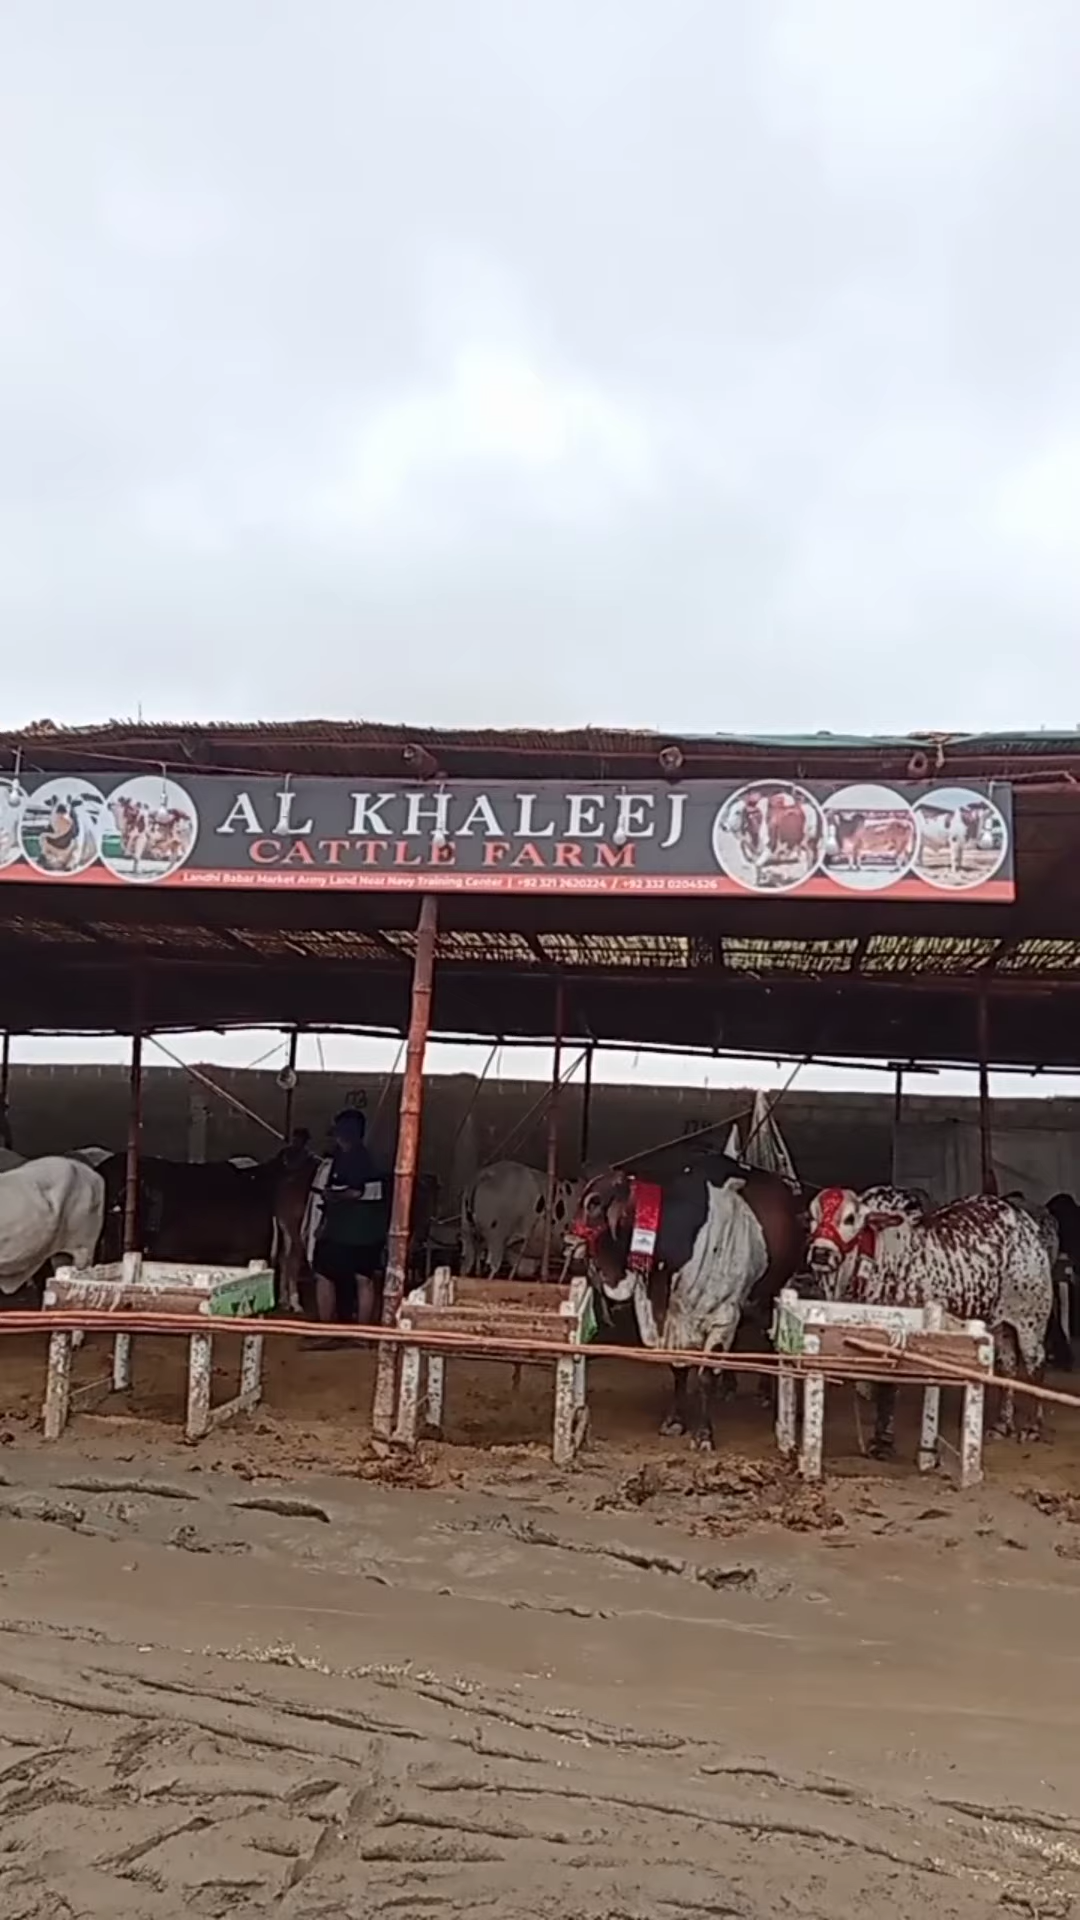 AL KHALEEJ
CATTLE FARM
Landhi Babar Market Army Land Near Navy Training Center | +92 321 2620224 / +92 332 0204526